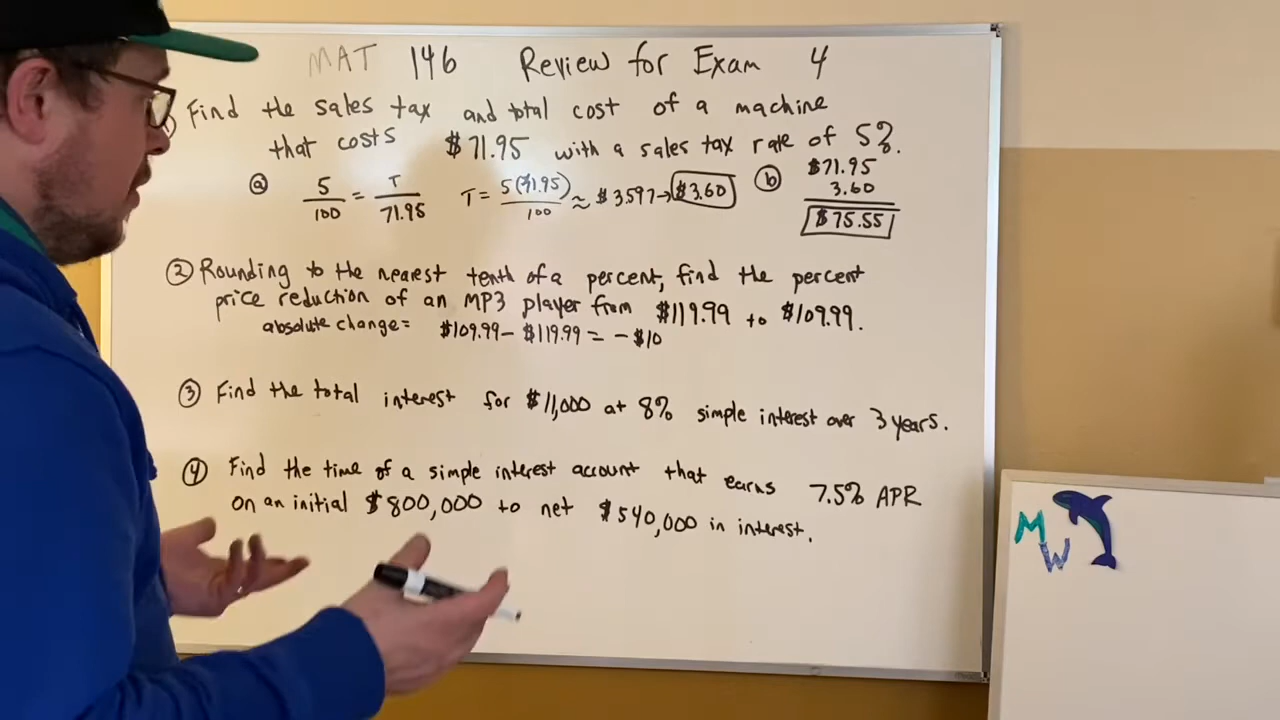 MAT 146 Review for Exam 4
Find the sales tax and total cost of a machine
that costs $71.95 with a sales tax rate of 5%.
ⓐ 5/100 = T/71.95 T = 5(71.95)/100 ≈ $3.597→ $3.60 ⓑ $71.95
3.60
$75.55
② Rounding to the nearest tenth of a percent, find the percent
price reduction of an MP3 player from $119.99 to $109.99.
absolute change = $109.99 - $119.99 = -$10
③ Find the total interest for $11,000 at 8% simple interest over 3 years.
④ Find the time of a simple interest account that earns 7.5% APR
on an initial $800,000 to net $540,000 in interest.
M
W